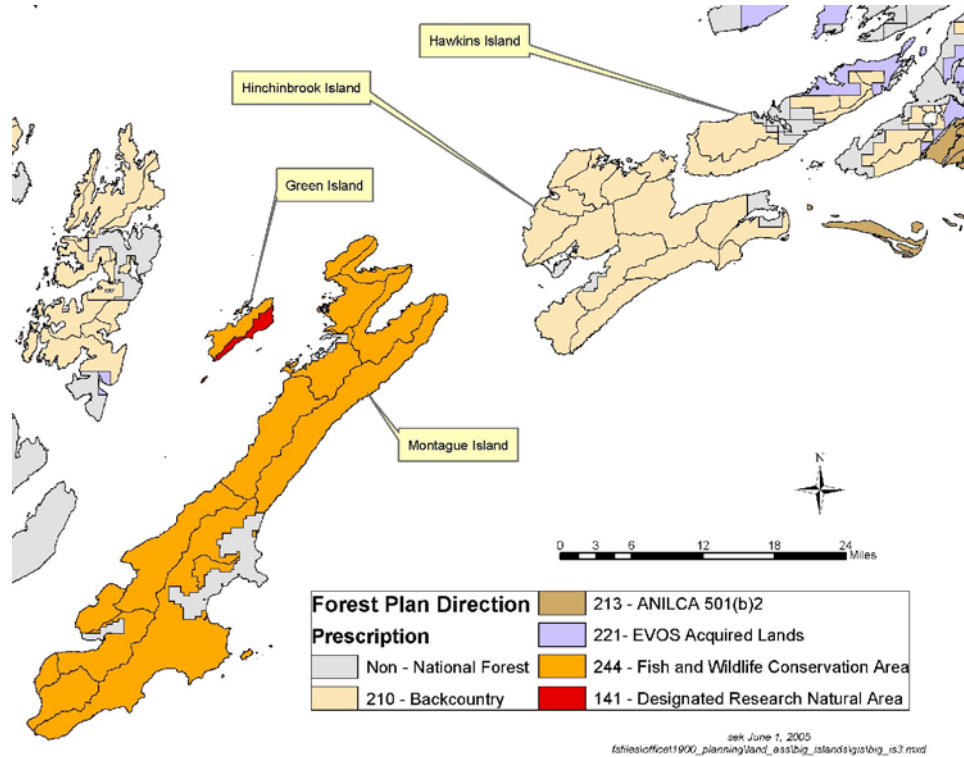 Hawkins Island
Hinchinbrook Island
Green Island
Montague Island
N
0 3 6 12 18 24
Miles
Forest Plan Direction
Prescription
Non - National Forest
210 - Backcountry
213 - ANILCA 501(b)2
221- EVOS Acquired Lands
244 - Fish and Wildlife Conservation Area
141 - Designated Research Natural Area
sek June 1, 2005
fsfiles\office\1900_planning\land_ess\big_islands\gis\big_is3.mxd